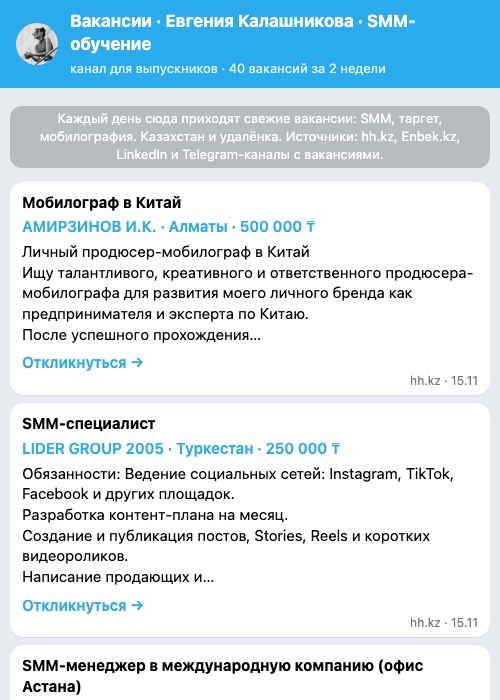 Вакансии · Евгения Калашникова · SMM-
обучение
канал для выпускников · 40 вакансий за 2 недели
Каждый день сюда приходят свежие вакансии: SMM, таргет,
мобилография. Казахстан и удалёнка. Источники: hh.kz, Enbek.kz,
LinkedIn и Telegram-каналы с вакансиями.
Мобилограф в Китай
АМИРЗИНОВ И.К. · Алматы · 500 000 ₸
Личный продюсер-мобилограф в Китай
Ищу талантливого, креативного и ответственного продюсера-
мобилографа для развития моего личного бренда как
предпринимателя и эксперта по Китаю.
После успешного прохождения...
Откликнуться →
hh.kz · 15.11
SMM-специалист
LIDER GROUP 2005 · Туркестан · 250 000 ₸
Обязанности: Ведение социальных сетей: Instagram, TikTok,
Facebook и других площадок.
Разработка контент-плана на месяц.
Создание и публикация постов, Stories, Reels и коротких
видеороликов.
Написание продающих и...
Откликнуться →
hh.kz · 15.11
SMM-менеджер в международную компанию (офис
Астана)